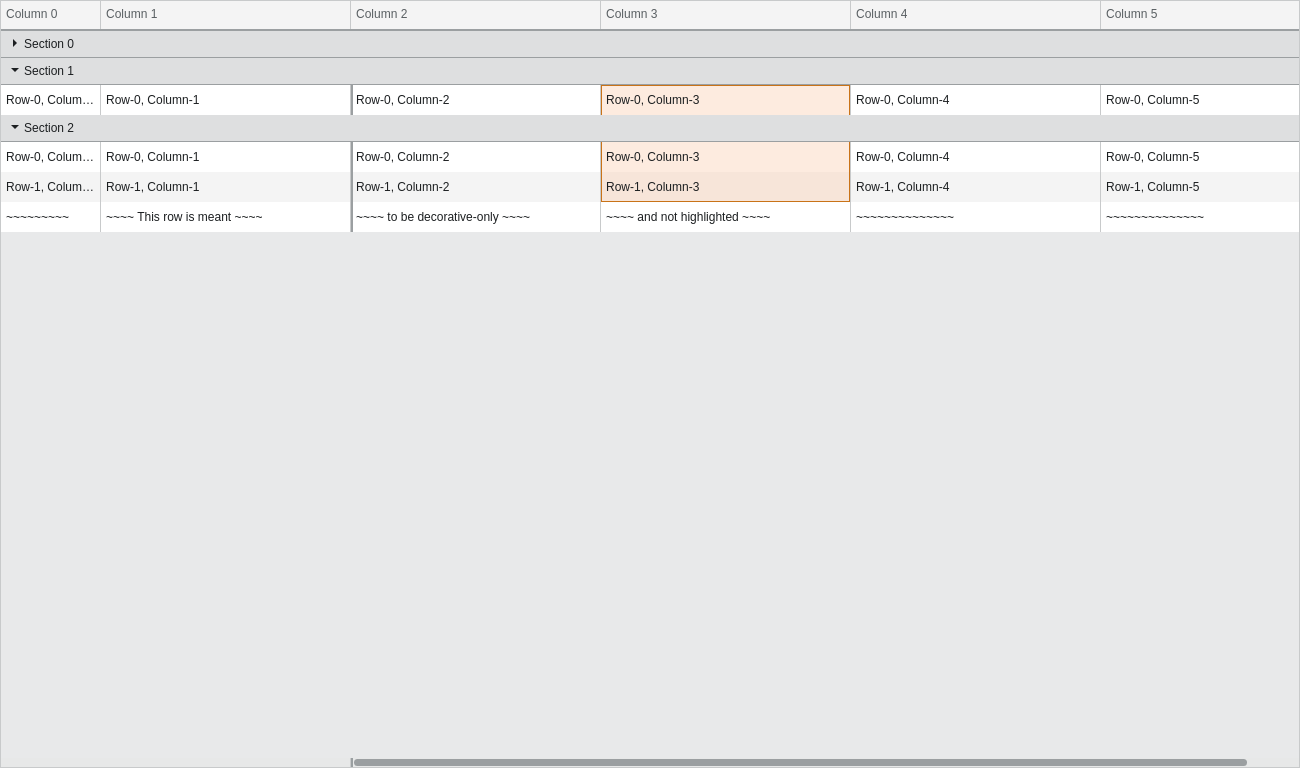 Column 0 Column 1 Column 2 Column 3 Column 4 Column 5
Section 0
Section 1
Row-0, Colum… Row-0, Column-1 Row-0, Column-2 Row-0, Column-3 Row-0, Column-4 Row-0, Column-5
Section 2
Row-0, Colum… Row-0, Column-1 Row-0, Column-2 Row-0, Column-3 Row-0, Column-4 Row-0, Column-5
Row-1, Colum… Row-1, Column-1 Row-1, Column-2 Row-1, Column-3 Row-1, Column-4 Row-1, Column-5
~~~~~~~~~ ~~~~ This row is meant ~~~~ ~~~~ to be decorative-only ~~~~ ~~~~ and not highlighted ~~~~ ~~~~~~~~~~~~~~ ~~~~~~~~~~~~~~